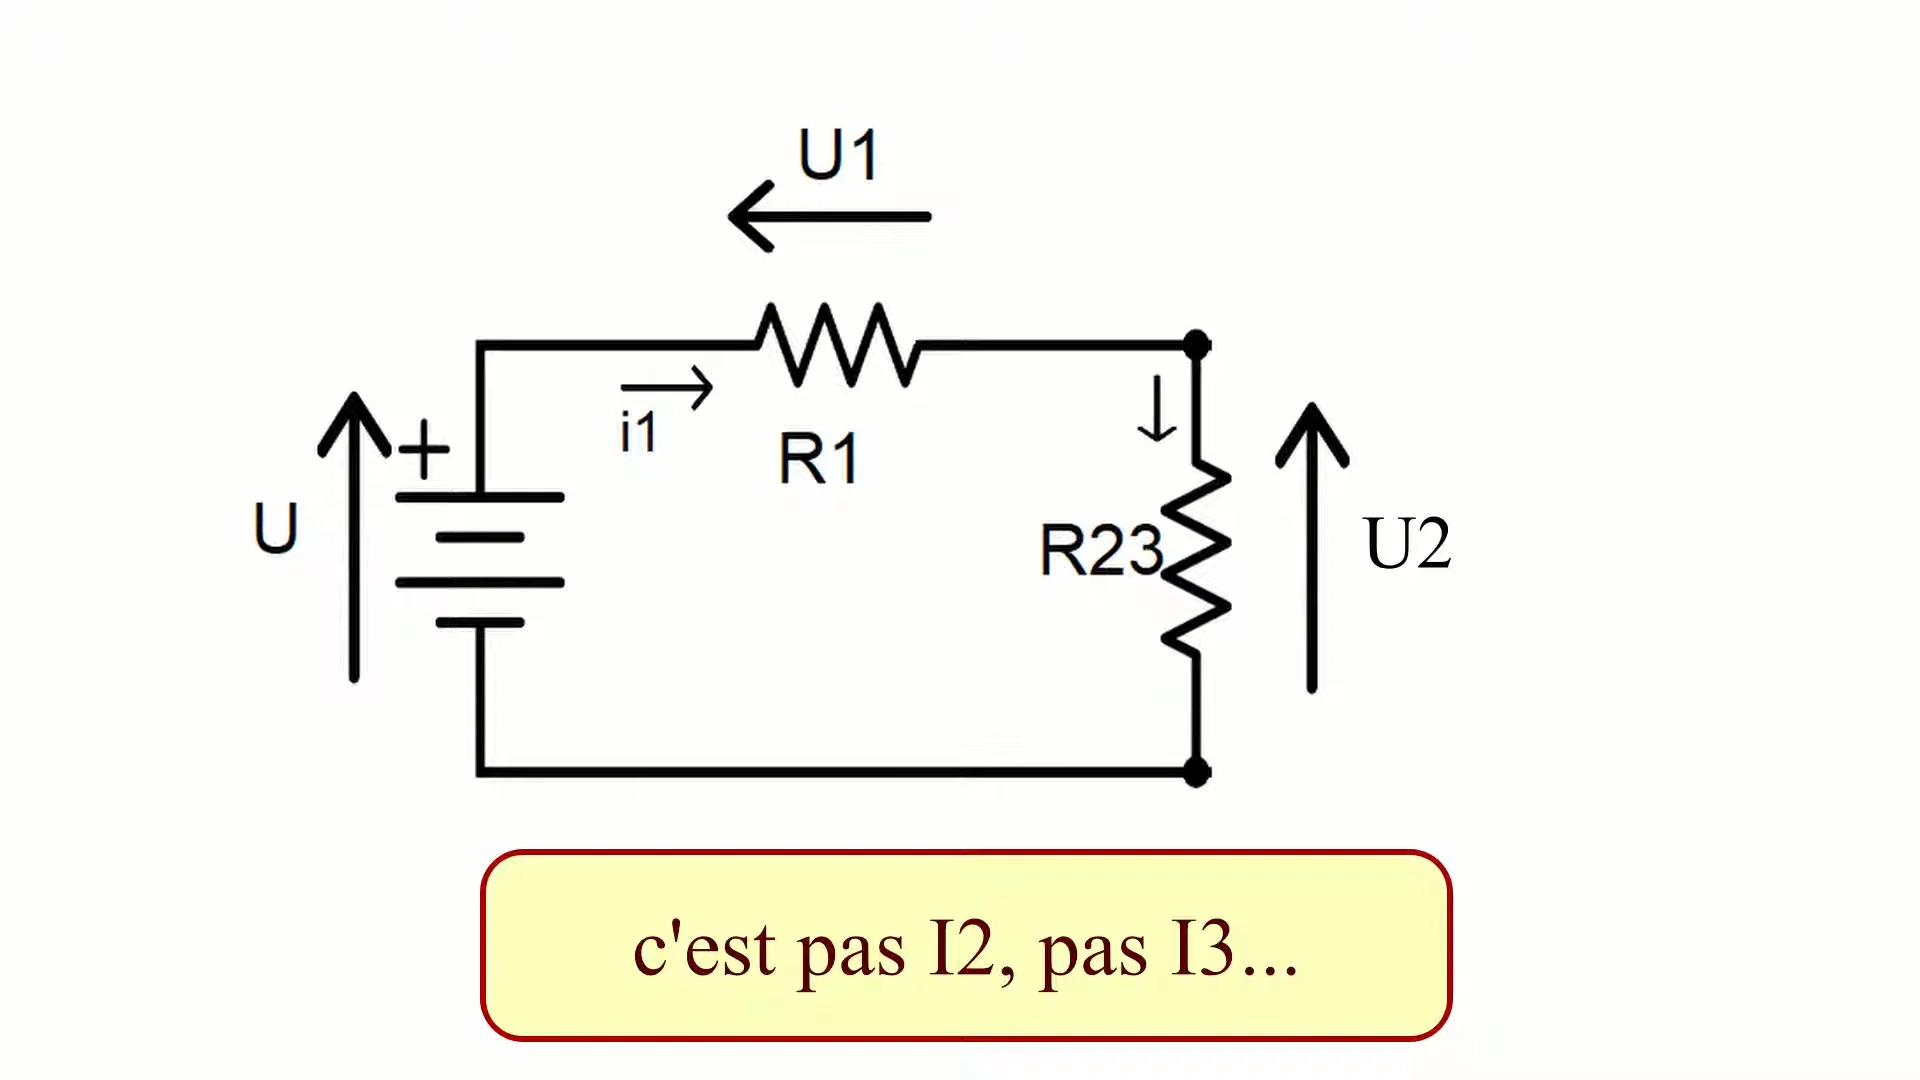 U1
i1
R1
+
U
R23
U2
c'est pas I2, pas I3...